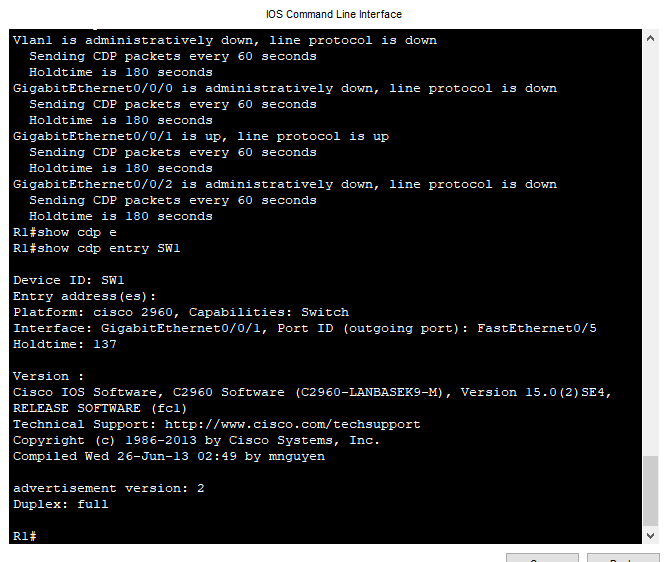 IOS Command Line Interface
Vlan1 is administratively down, line protocol is down
Sending CDP packets every 60 seconds
Holdtime is 180 seconds
GigabitEthernet0/0/0 is administratively down, line protocol is down
Sending CDP packets every 60 seconds
Holdtime is 180 seconds
GigabitEthernet0/0/1 is up, line protocol is up
Sending CDP packets every 60 seconds
Holdtime is 180 seconds
GigabitEthernet0/0/2 is administratively down, line protocol is down
Sending CDP packets every 60 seconds
Holdtime is 180 seconds
R1#show cdp e
R1#show cdp entry SW1
Device ID: SW1
Entry address(es):
Platform: cisco 2960, Capabilities: Switch
Interface: GigabitEthernet0/0/1, Port ID (outgoing port): FastEthernet0/5
Holdtime: 137
Version :
Cisco IOS Software, C2960 Software (C2960-LANBASEK9-M), Version 15.0(2)SE4,
RELEASE SOFTWARE (fc1)
Technical Support: http://www.cisco.com/techsupport
Copyright (c) 1986-2013 by Cisco Systems, Inc.
Compiled Wed 26-Jun-13 02:49 by mnguyen
advertisement version: 2
Duplex: full
R1#